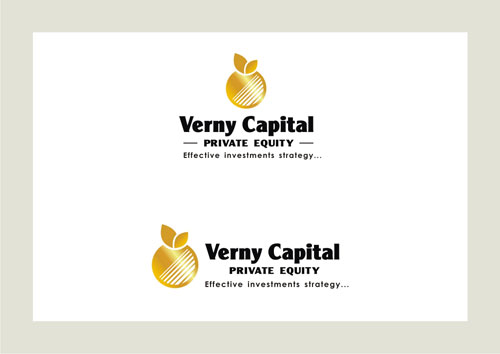 Verny Capital
PRIVATE EQUITY
Effective investments strategy...
Verny Capital
PRIVATE EQUITY
Effective investments strategy...